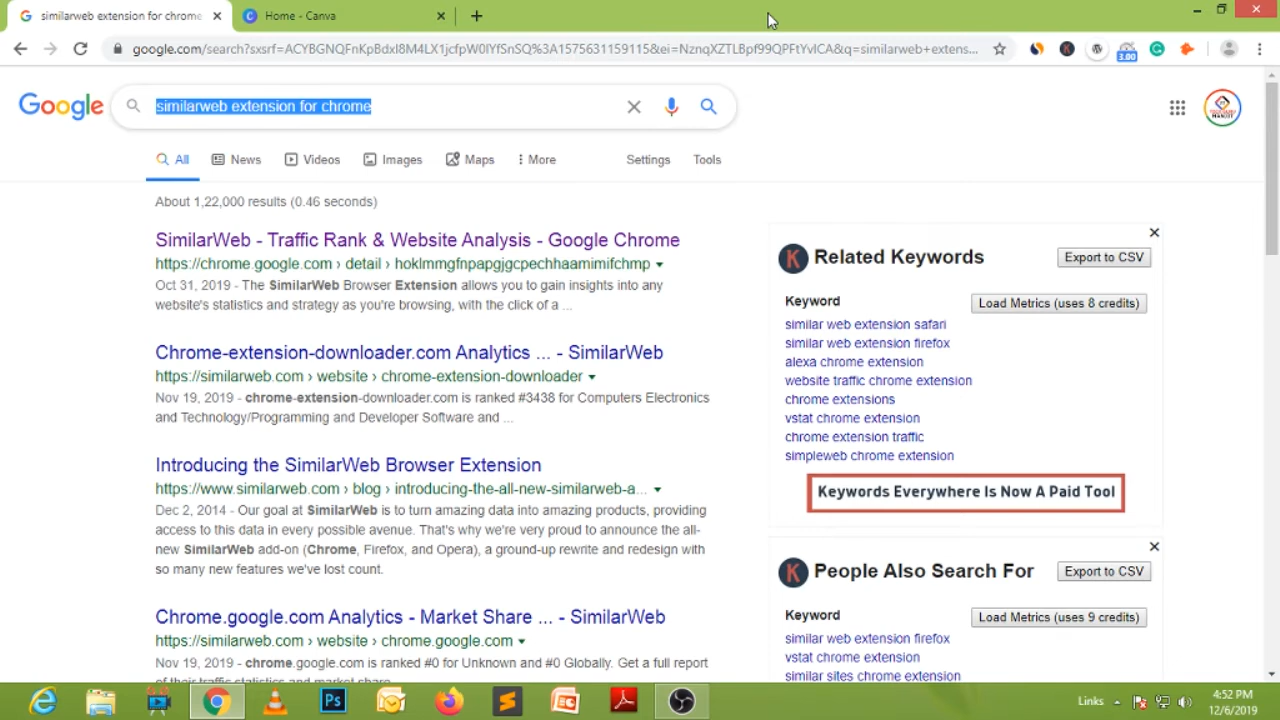 similarweb extension for chrome
Home - Canva
google.com/search?sxsrf=ACYBGNQFnKpBdxI8M4LX1jcfpW0lYfSnSQ%3A1575631159115&ei=NznqXZTLBpf99QPFtYvICA&q=similarweb+extens...
3.00
Google
similarweb extension for chrome
All
News
Videos
Images
Maps
More
Settings
Tools
About 1,22,000 results (0.46 seconds)
SimilarWeb - Traffic Rank & Website Analysis - Google Chrome
https://chrome.google.com › detail › hoklmmgfnpapgjgcpechhaamimifchmp
Oct 31, 2019 - The SimilarWeb Browser Extension allows you to gain insights into any
website's statistics and strategy as you're browsing, with the click of a ...
Chrome-extension-downloader.com Analytics ... - SimilarWeb
https://similarweb.com › website › chrome-extension-downloader
Nov 19, 2019 - chrome-extension-downloader.com is ranked #3438 for Computers Electronics
and Technology/Programming and Developer Software and ...
Introducing the SimilarWeb Browser Extension
https://www.similarweb.com › blog › introducing-the-all-new-similarweb-a...
Dec 2, 2014 - Our goal at SimilarWeb is to turn amazing data into amazing products, providing
access to this data in every possible avenue. That's why we're very proud to announce the all-
new SimilarWeb add-on (Chrome, Firefox, and Opera), a ground-up rewrite and redesign with
so many new features we've lost count.
Chrome.google.com Analytics - Market Share ... - SimilarWeb
https://similarweb.com › website › chrome.google.com
Nov 19, 2019 - chrome.google.com is ranked #0 for Unknown and #0 Globally. Get a full report
of their traffic statistics and market share
K
Related Keywords
Export to CSV
Keyword
Load Metrics (uses 8 credits)
similar web extension safari
similar web extension firefox
alexa chrome extension
website traffic chrome extension
chrome extensions
vstat chrome extension
chrome extension traffic
simpleweb chrome extension
Keywords Everywhere Is Now A Paid Tool
K
People Also Search For
Export to CSV
Keyword
Load Metrics (uses 9 credits)
similar web extension firefox
vstat chrome extension
similar sites chrome extension
Ps
Links
4:52 PM
12/6/2019